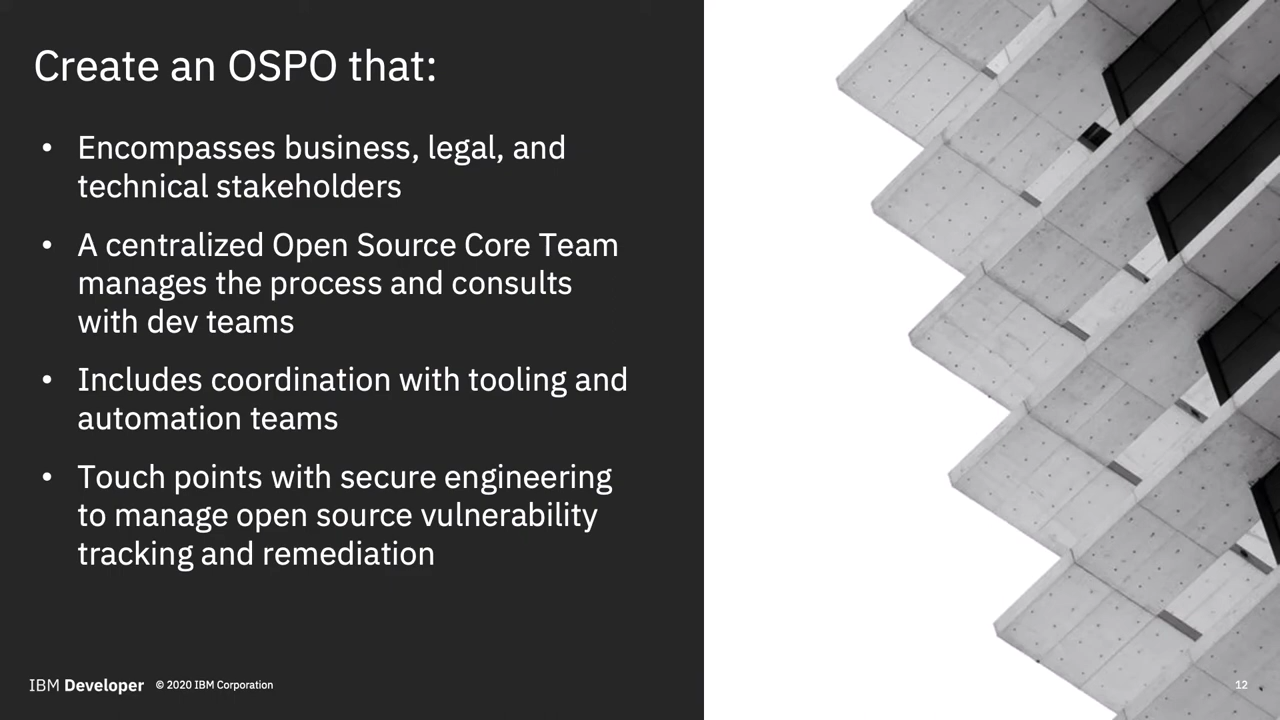 Create an OSPO that:
• Encompasses business, legal, and
technical stakeholders
• A centralized Open Source Core Team
manages the process and consults
with dev teams
• Includes coordination with tooling and
automation teams
• Touch points with secure engineering
to manage open source vulnerability
tracking and remediation
IBM Developer © 2020 IBM Corporation
12